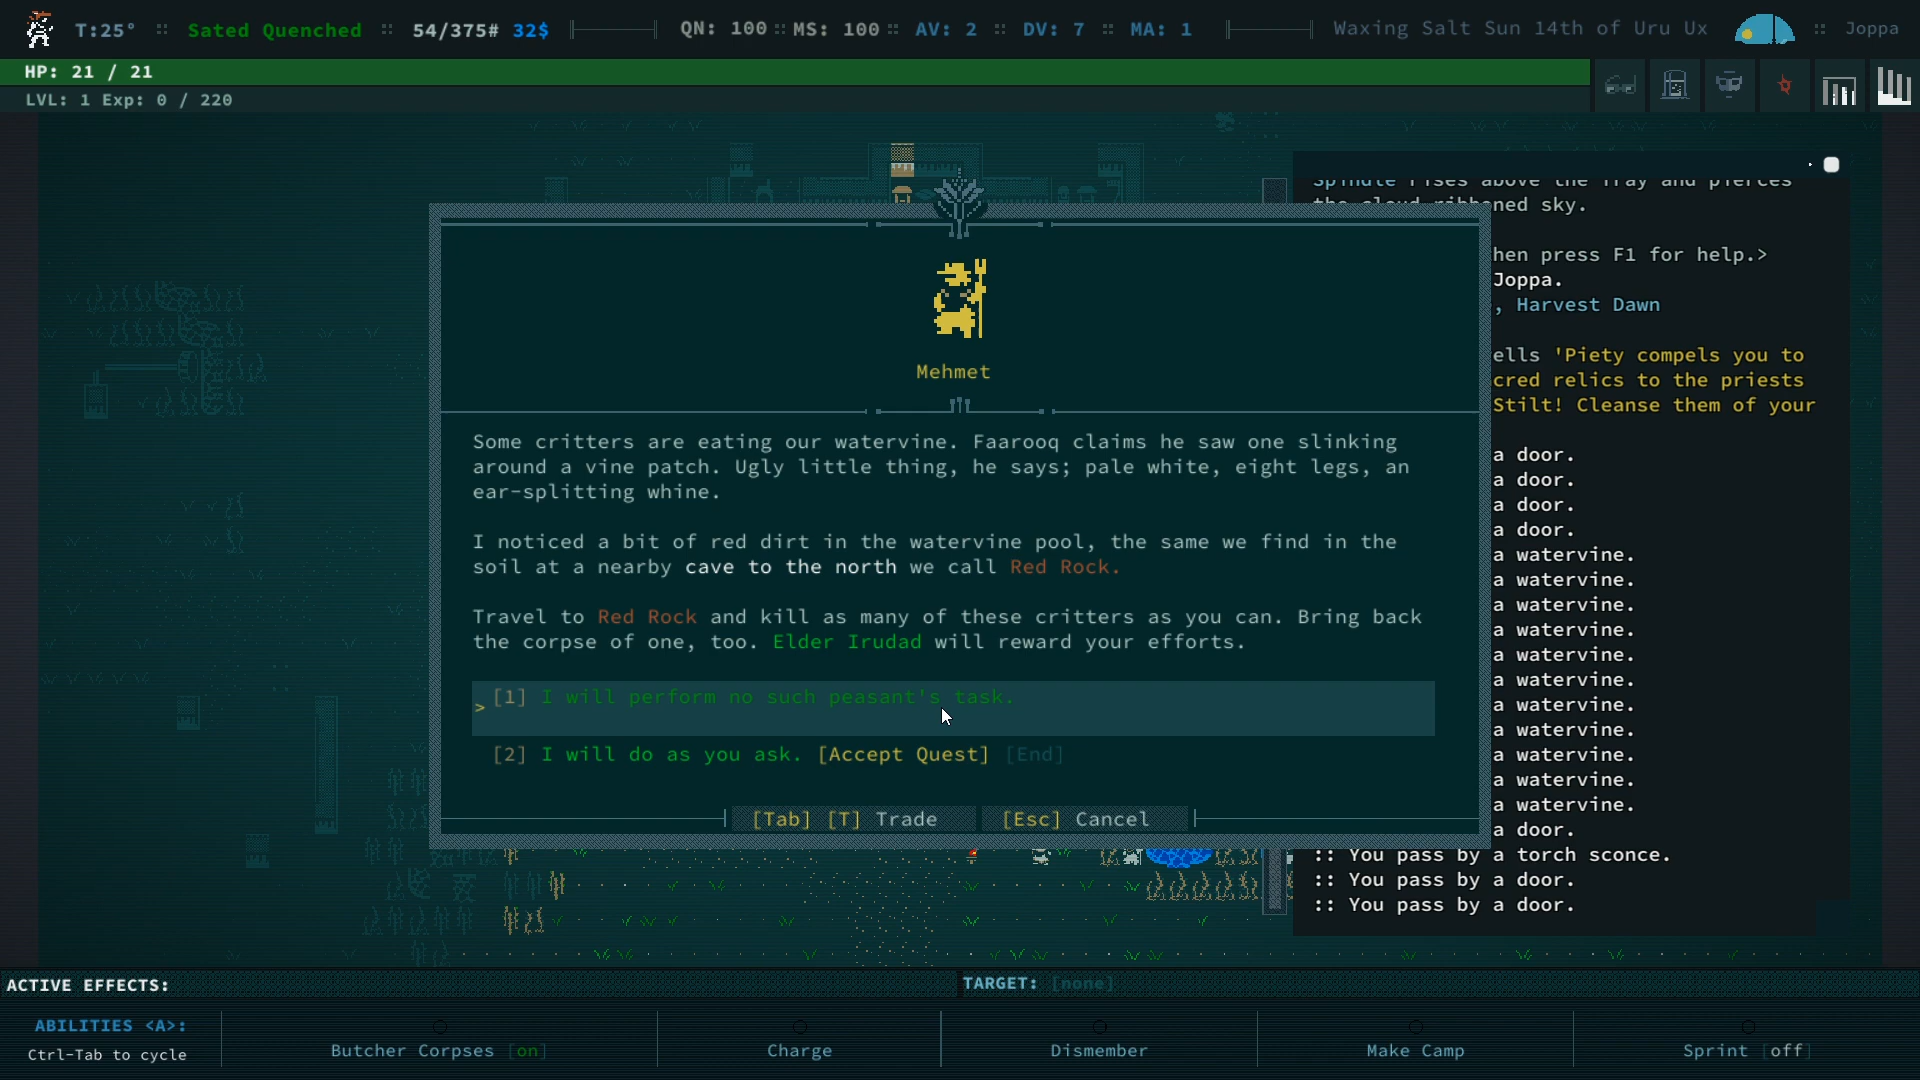 T:25° :: Sated Quenched :: 54/375# 32$ QN: 100 :: MS: 100 :: AV: 2 :: DV: 7 :: MA: 1 Waxing Salt Sun 14th of Uru Ux :: Joppa
HP: 21 / 21
LVL: 1 Exp: 0 / 220
Spindle rises above the fray and pierces
the cloud-ribboned sky.
hen press F1 for help.>
Joppa.
, Harvest Dawn
ells 'Piety compels you to
cred relics to the priests
Stilt! Cleanse them of your
a door.
a door.
a door.
a door.
a watervine.
a watervine.
a watervine.
a watervine.
a watervine.
a watervine.
a watervine.
a watervine.
a watervine.
a watervine.
a watervine.
a door.
:: You pass by a torch sconce.
:: You pass by a door.
:: You pass by a door.
Mehmet
Some critters are eating our watervine. Faarooq claims he saw one slinking
around a vine patch. Ugly little thing, he says; pale white, eight legs, an
ear-splitting whine.
I noticed a bit of red dirt in the watervine pool, the same we find in the
soil at a nearby cave to the north we call Red Rock.
Travel to Red Rock and kill as many of these critters as you can. Bring back
the corpse of one, too. Elder Irudad will reward your efforts.
> [1] I will perform no such peasant's task.
[2] I will do as you ask. [Accept Quest] [End]
[Tab] [T] Trade [Esc] Cancel
ACTIVE EFFECTS: TARGET: [none]
ABILITIES <A>:
Ctrl-Tab to cycle
Butcher Corpses [on] Charge Dismember Make Camp Sprint [off]